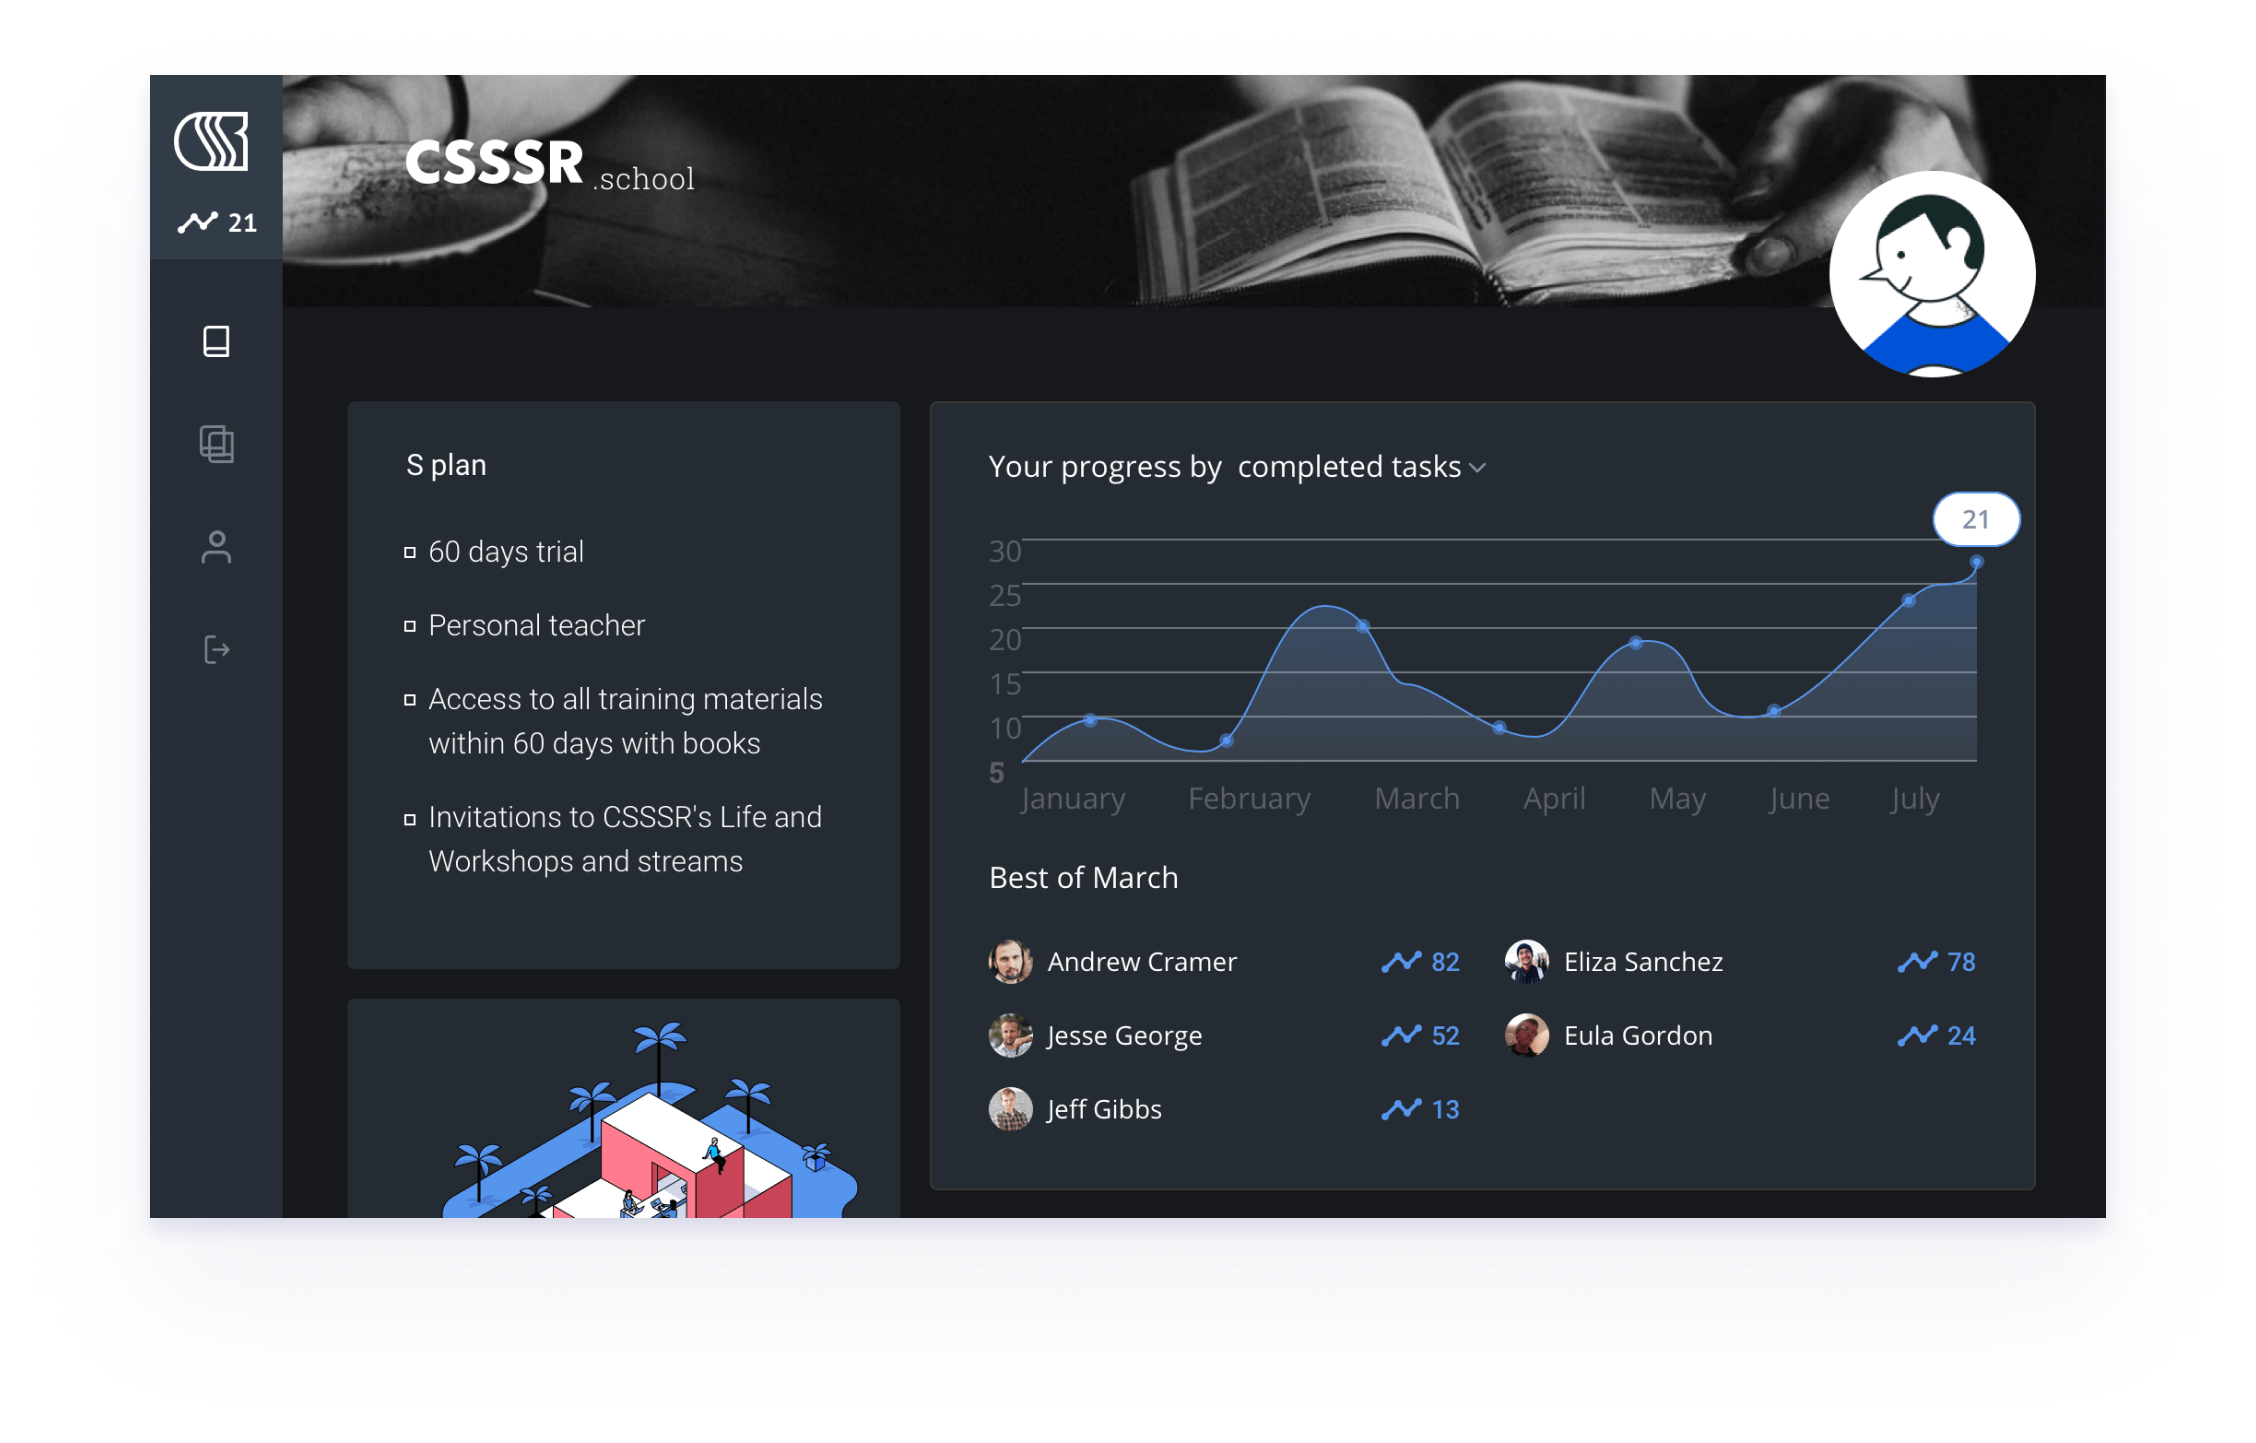 CSSSR .school
21
S plan
60 days trial
Personal teacher
Access to all training materials
within 60 days with books
Invitations to CSSSR's Life and
Workshops and streams
Your progress by completed tasks
21
30
25
20
15
10
5
January February March April May June July
Best of March
Andrew Cramer 82
Eliza Sanchez 78
Jesse George 52
Eula Gordon 24
Jeff Gibbs 13